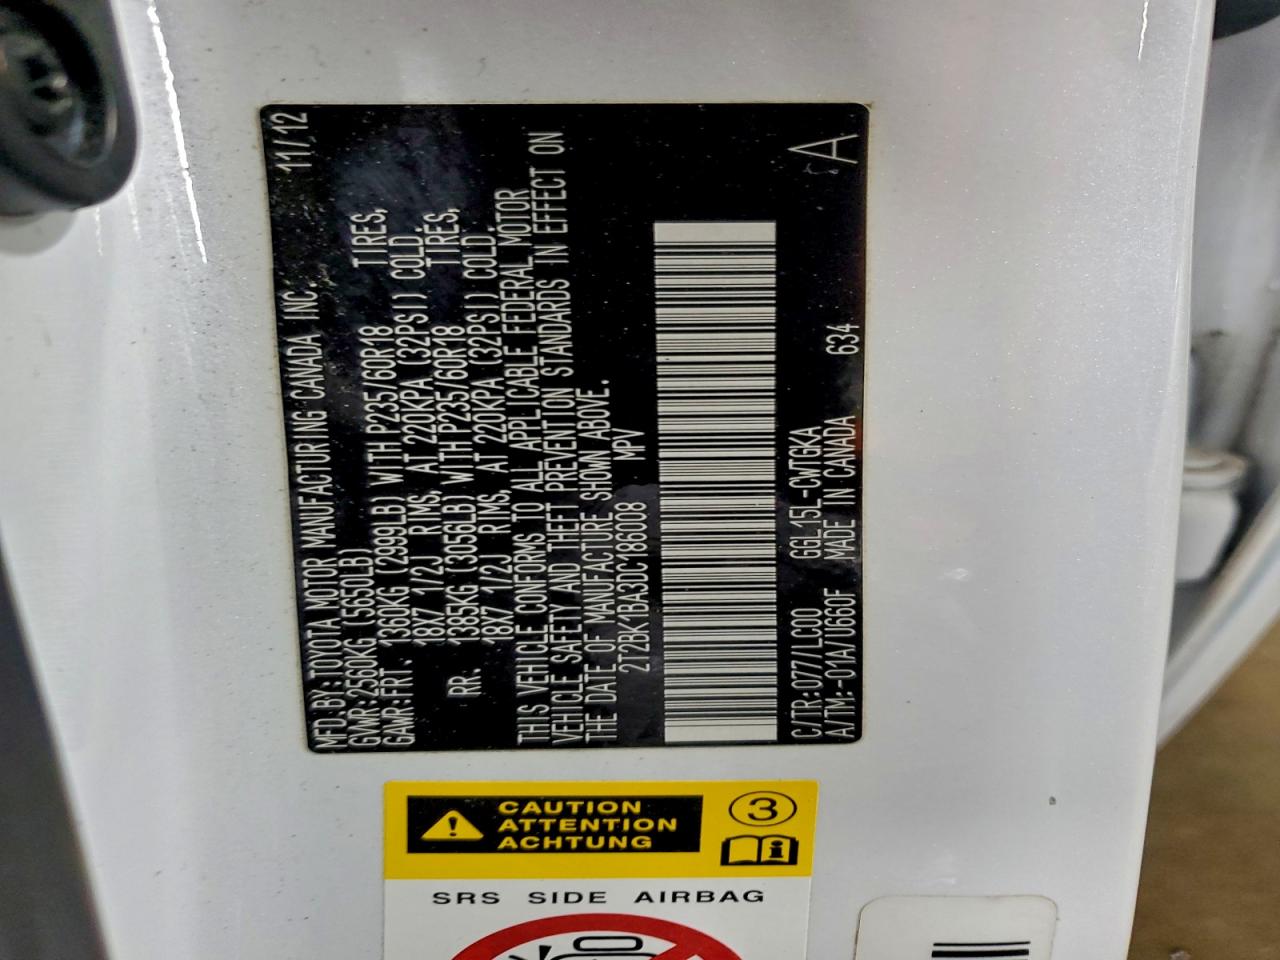 MFD.BY:TOYOTA MOTOR MANUFACTURING CANADA INC. 11/12
GVWR:2560KG (5650LB)
GAWR:FRT. 1360KG (2999LB) WITH P235/60R18 TIRES,
18X7 1/2J RIMS, AT 220KPA (32PSI) COLD.
RR. 1385KG (3056LB) WITH P235/60R18 TIRES,
18X7 1/2J RIMS, AT 220KPA (32PSI) COLD.
THIS VEHICLE CONFORMS TO ALL APPLICABLE FEDERAL MOTOR
VEHICLE SAFETY AND THEFT PREVENTION STANDARDS IN EFFECT ON
THE DATE OF MANUFACTURE SHOWN ABOVE.
2T2BK1BA3DC186008 MPV
C/TR:077/LC00 GGL15L-CWTGKA
A/TM:-01A/U660F MADE IN CANADA 634
A
CAUTION
ATTENTION
ACHTUNG
3
i
SRS SIDE AIRBAG